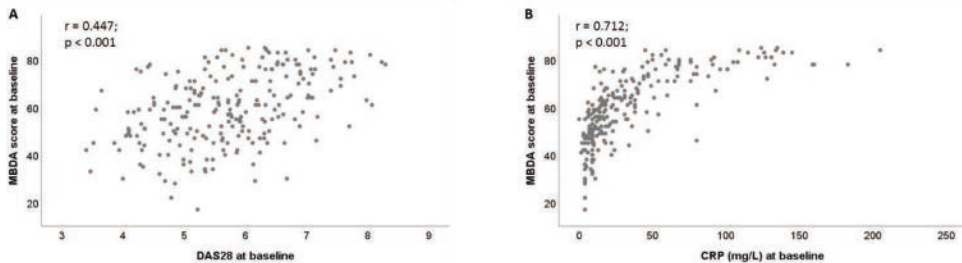 A
r = 0.447;
p < 0.001
MBDA score at baseline
80
60
40
20
3 4 5 6 7 8 9
DAS28 at baseline
B
r = 0.712;
p < 0.001
MBDA score at baseline
80
60
40
20
0 50 100 150 200 250
CRP (mg/L) at baseline